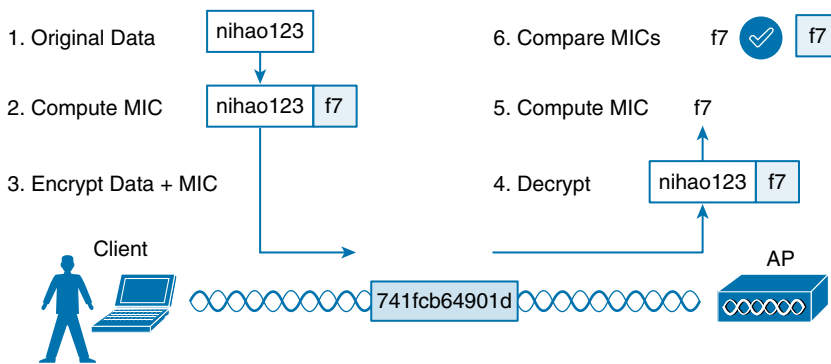 1. Original Data
nihao123
2. Compute MIC
nihao123 f7
3. Encrypt Data + MIC
6. Compare MICs f7 f7
5. Compute MIC f7
4. Decrypt nihao123 f7
Client
741fcb64901d
AP